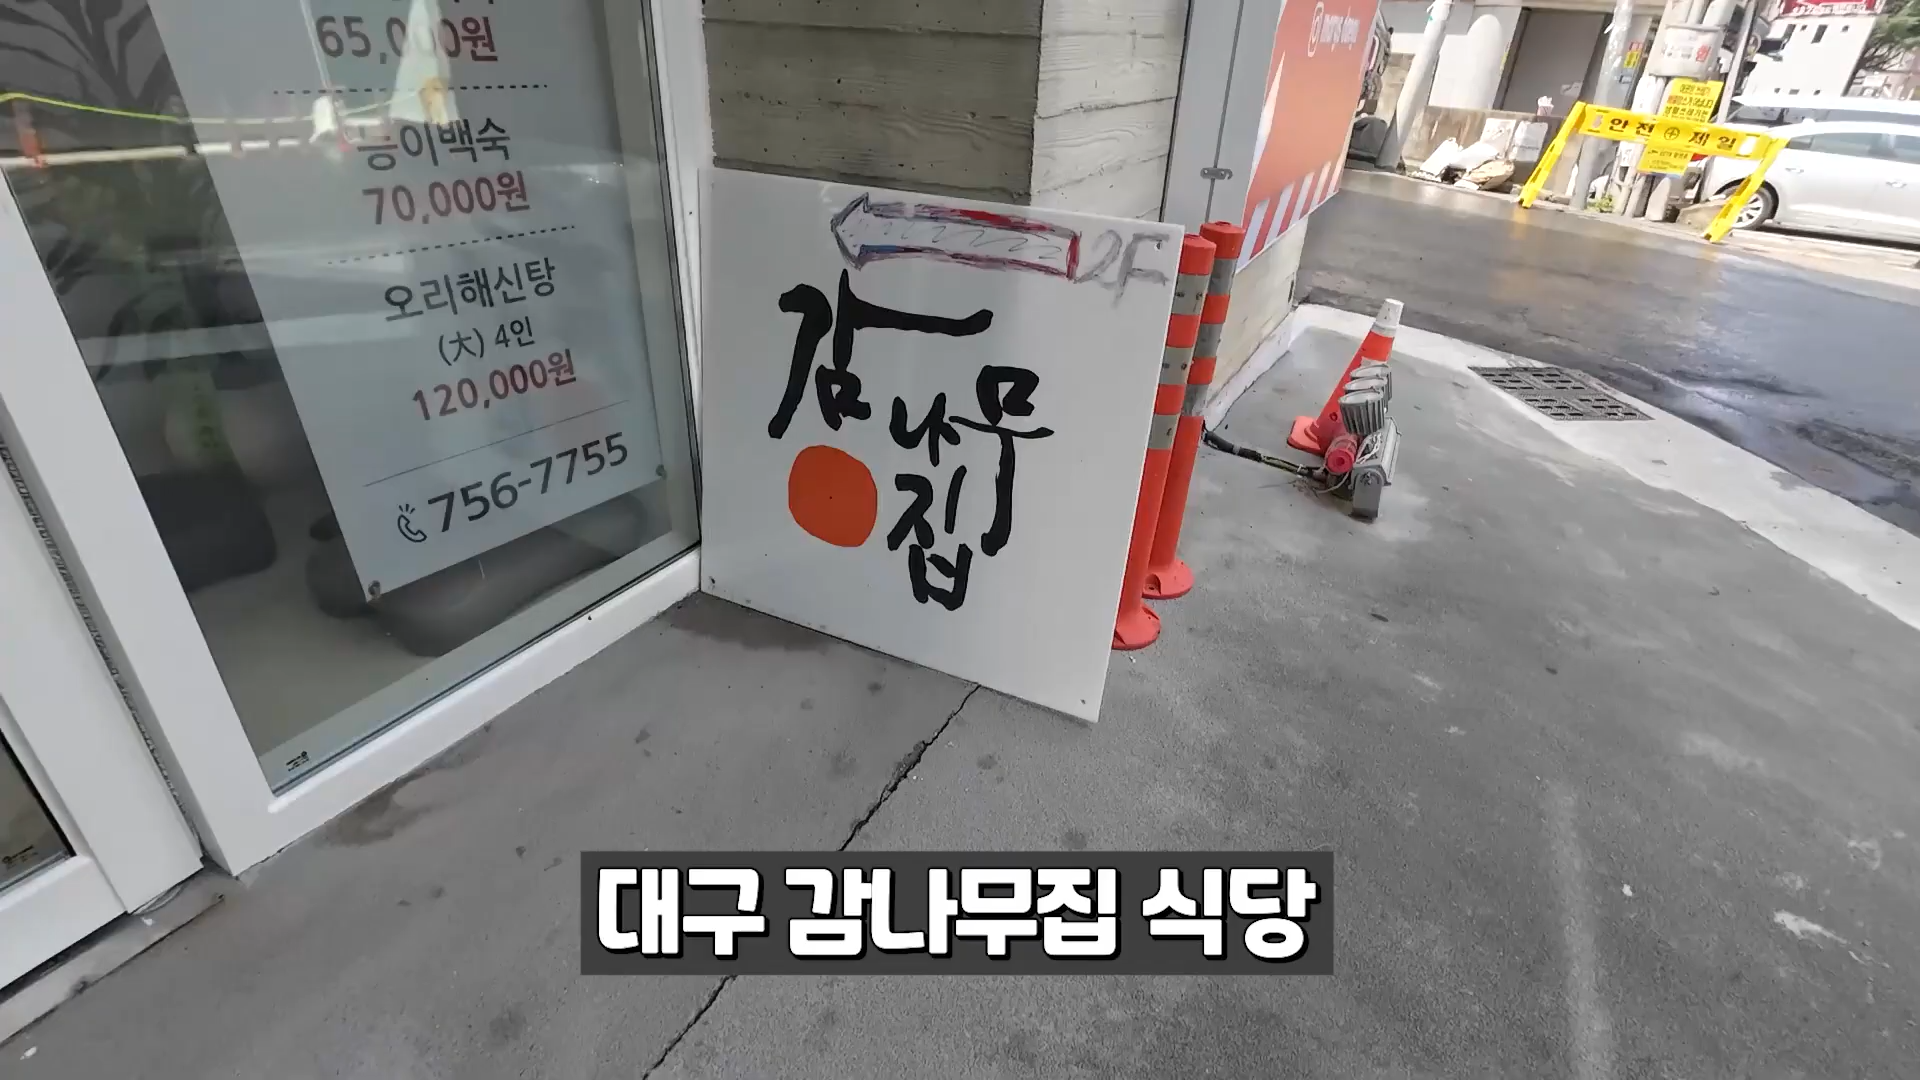 65,000원
능이백숙
70,000원
오리해신탕
(大) 4인
120,000원
756-7755
2F
감나무집
안전제일
대구 감나무집 식당